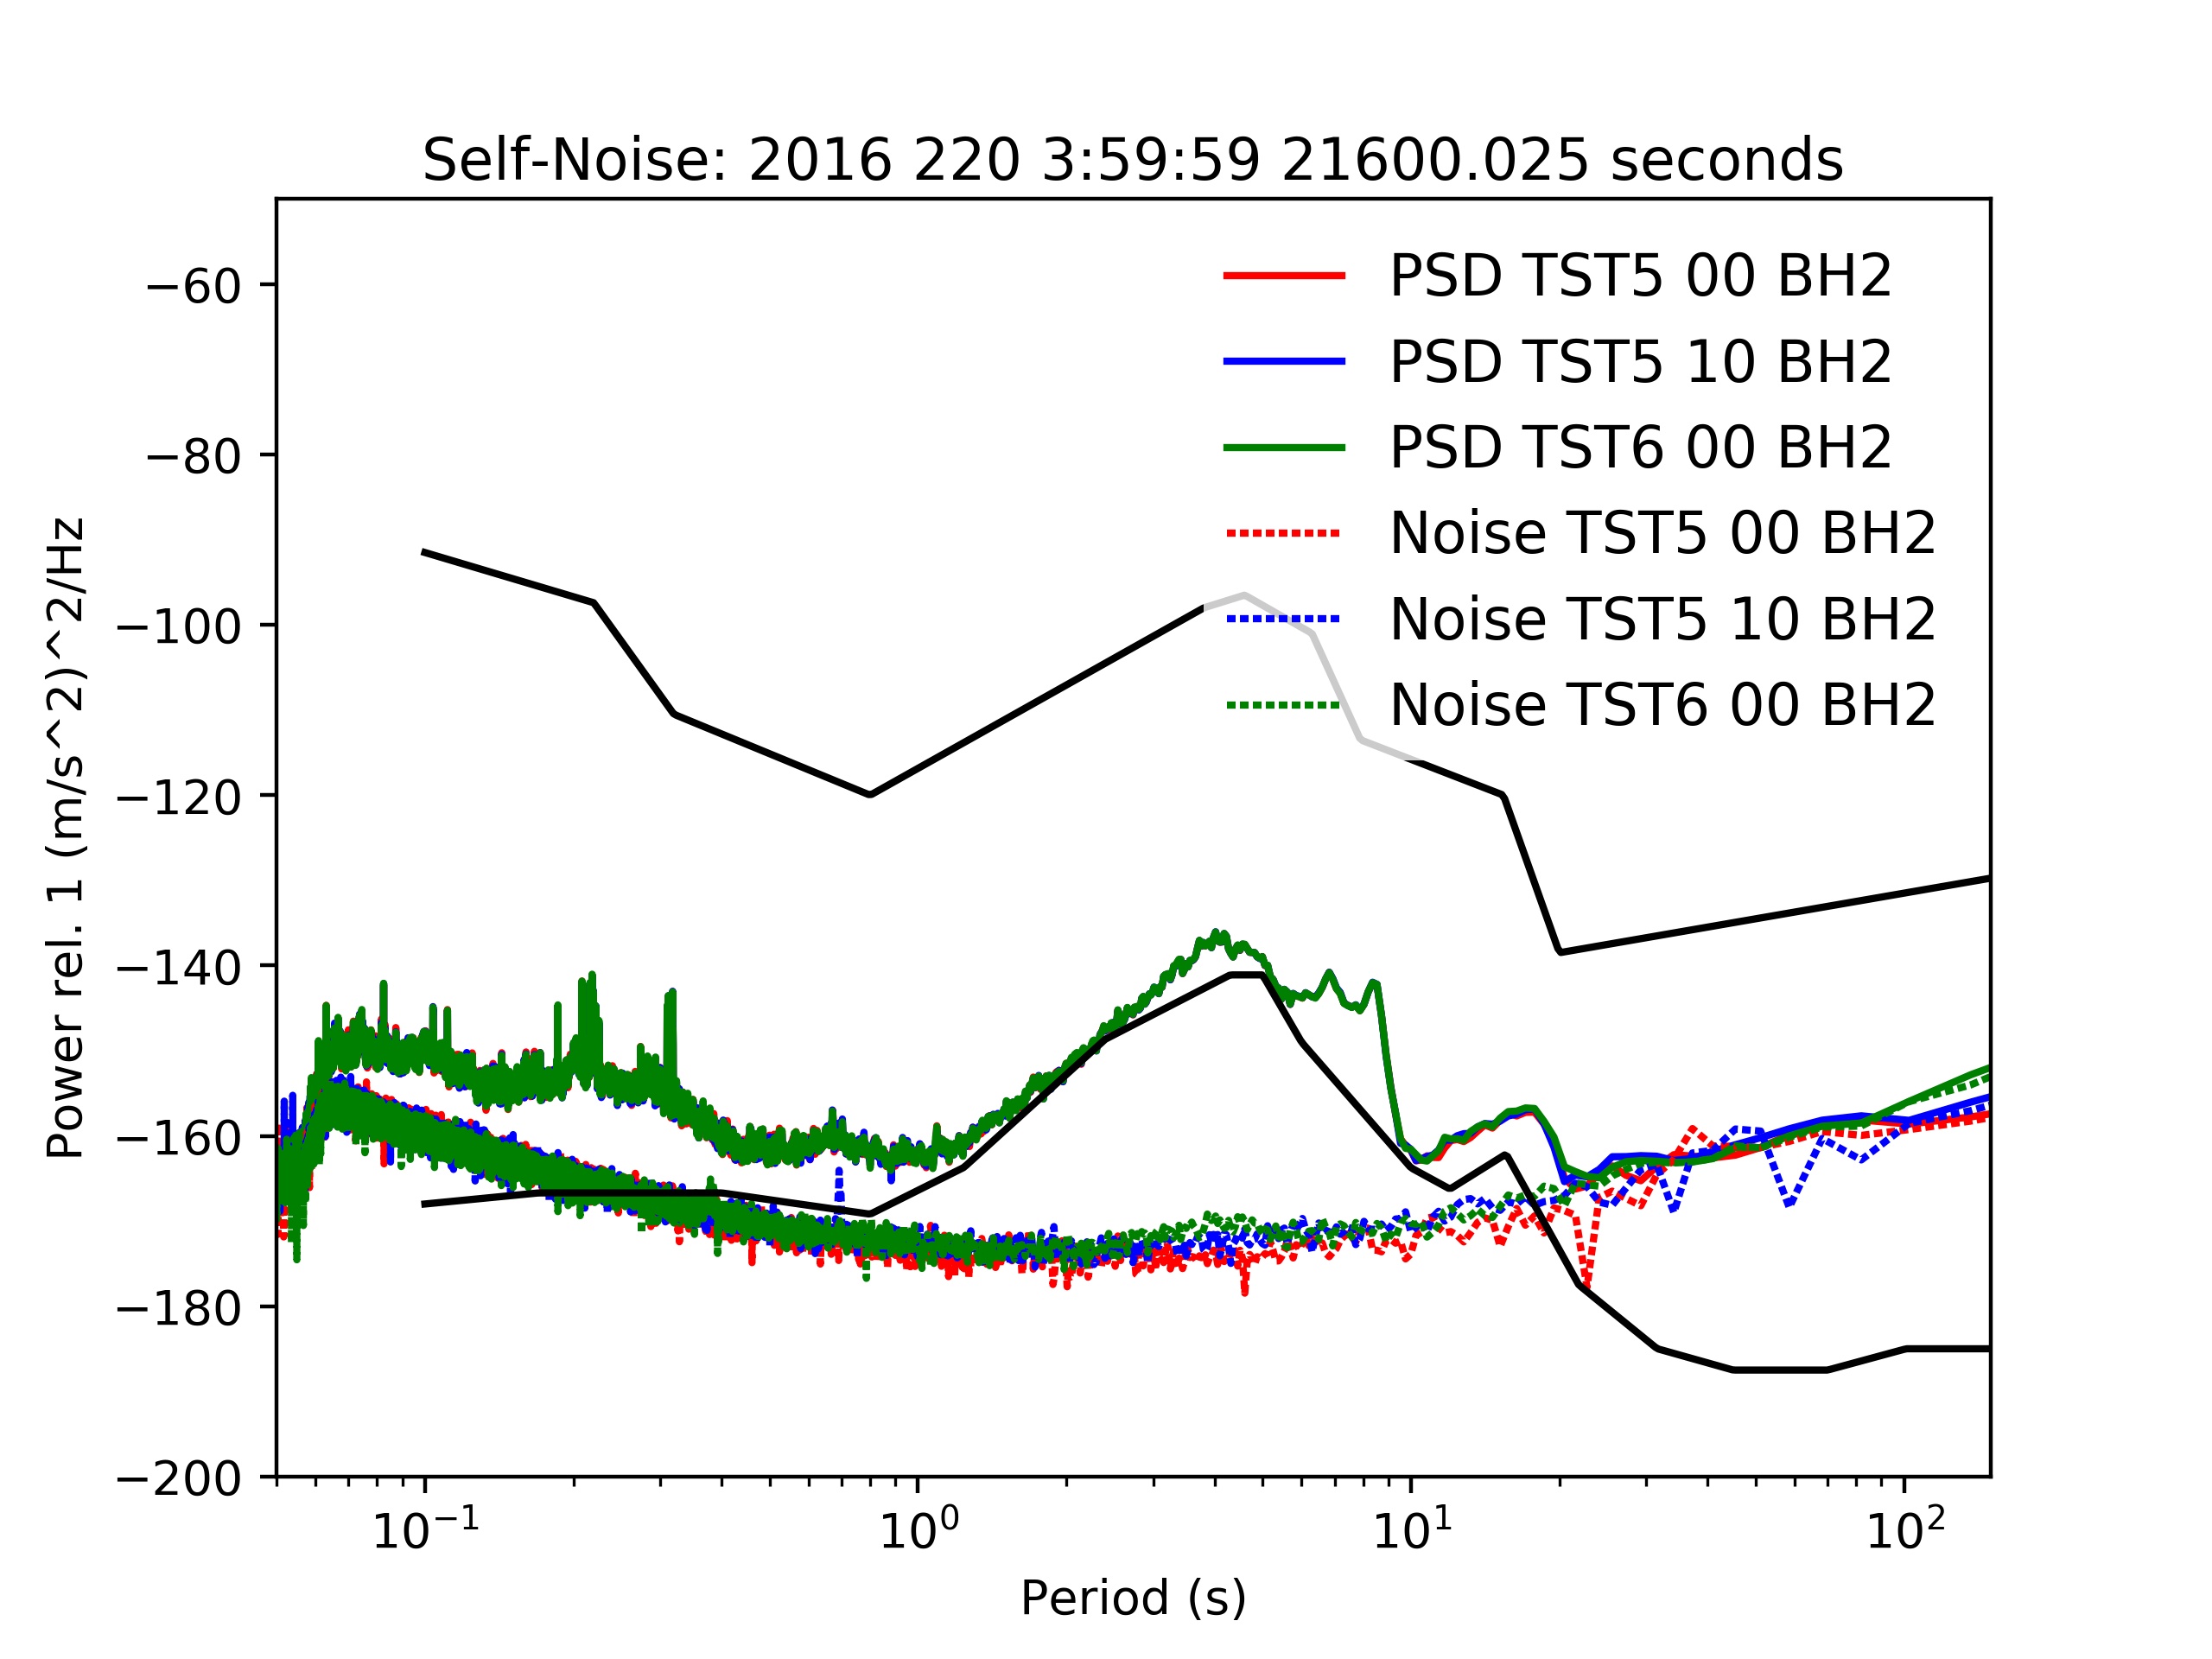 Self-Noise: 2016 220 3:59:59 21600.025 seconds
PSD TST5 00 BH2
PSD TST5 10 BH2
PSD TST6 00 BH2
Noise TST5 00 BH2
Noise TST5 10 BH2
Noise TST6 00 BH2
Power rel. 1 (m/s^2)^2/Hz
−60
−80
−100
−120
−140
−160
−180
−200
10⁻¹
10⁰
10¹
10²
Period (s)